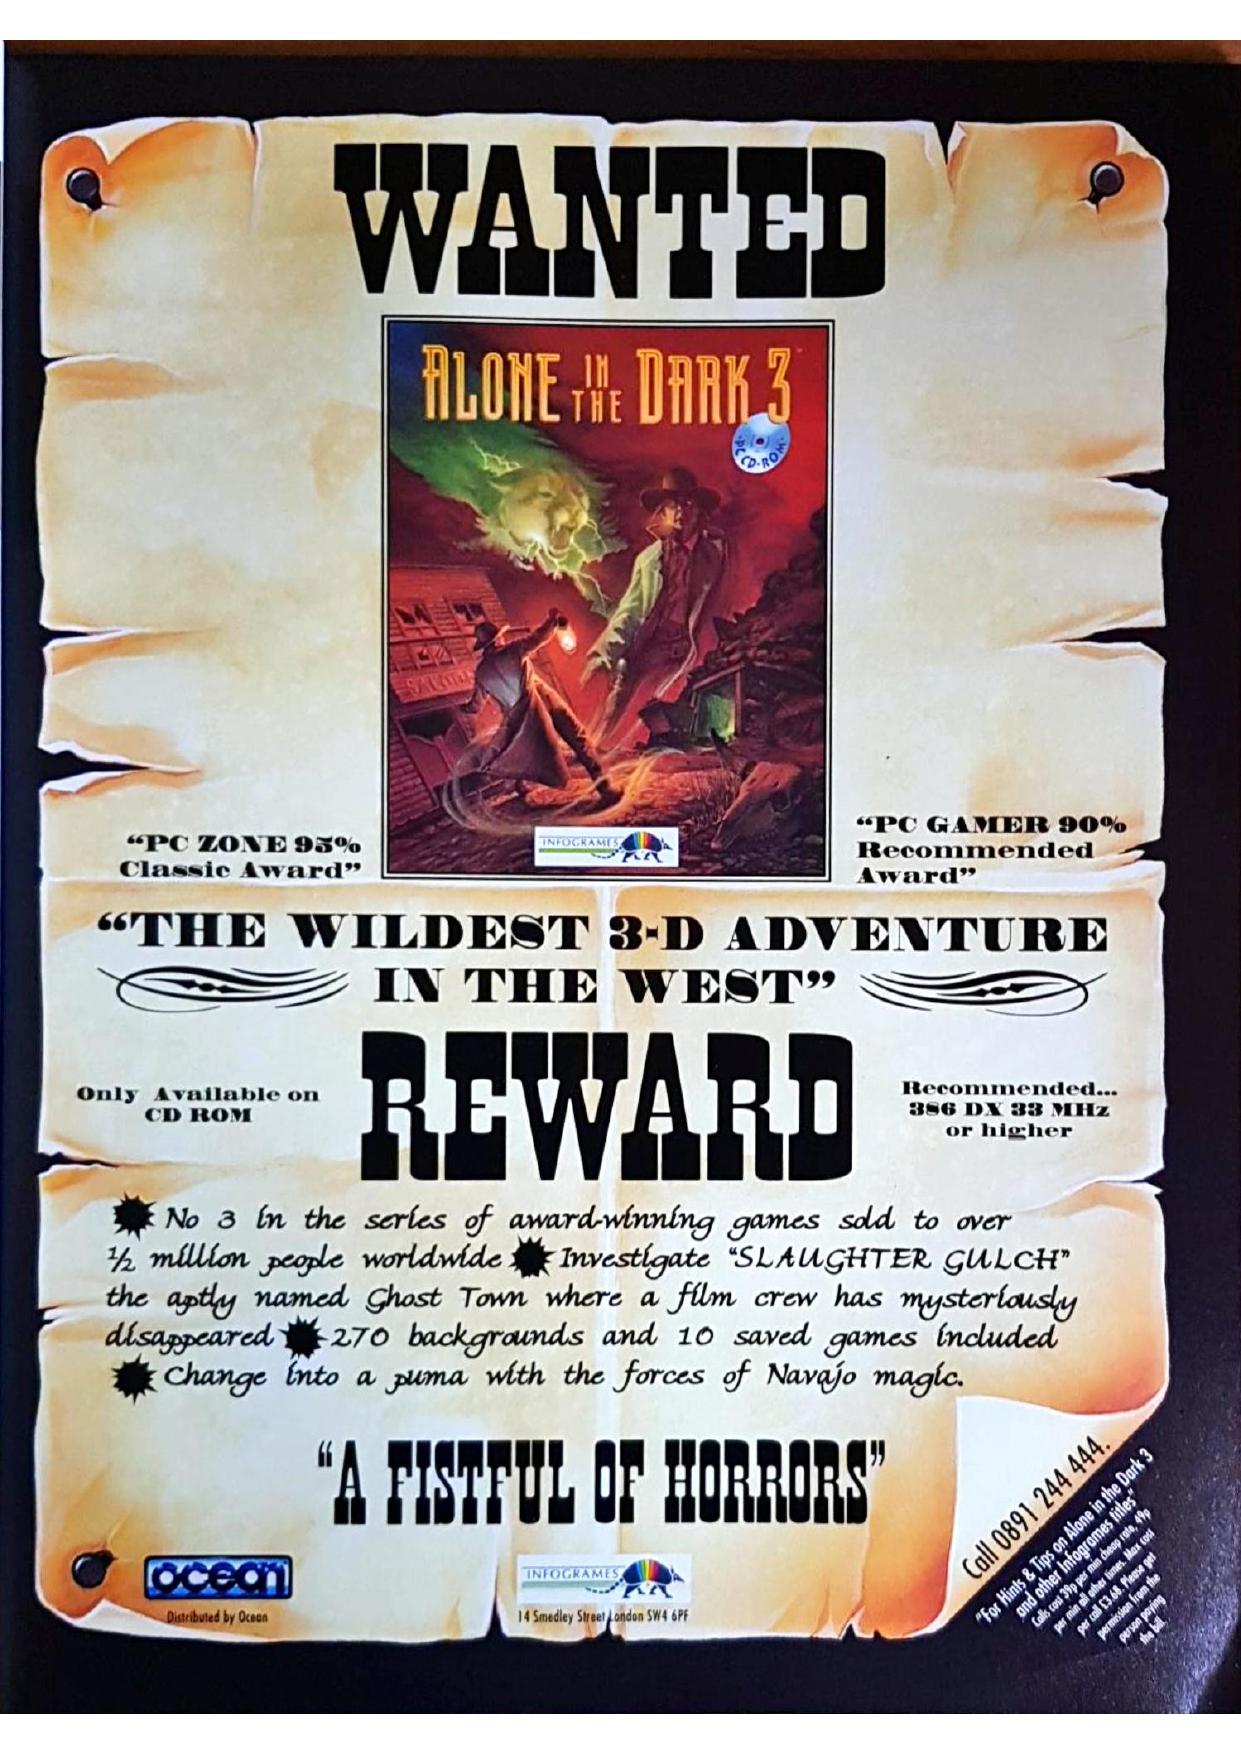 WANTED
ALONE IN THE DARK 3
PC CD-ROM
SALOON
INFOGRAMES
"PC ZONE 95%
Classic Award"
"PC GAMER 90%
Recommended
Award"
"THE WILDEST 3-D ADVENTURE
IN THE WEST"
REWARD
Only Available on
CD ROM
Recommended...
386 DX 33 MHz
or higher
No 3 in the series of award-winning games sold to over
½ million people worldwide Investigate "SLAUGHTER GULCH"
the aptly named Ghost Town where a film crew has mysteriously
disappeared 270 backgrounds and 10 saved games included
Change into a puma with the forces of Navajo magic.
"A FISTFUL OF HORRORS"
ocean
Distributed by Ocean
INFOGRAMES
14 Smedley Street London SW4 6PF
Call 0891 244 444.
"For Hints & Tips on Alone in the Dark 3
and other Infogrames titles"
Calls cost 39p per min cheap rate, 49p
per min all other times. Max cost
per call £3.68. Please get
permission from the
person paying
the bill.